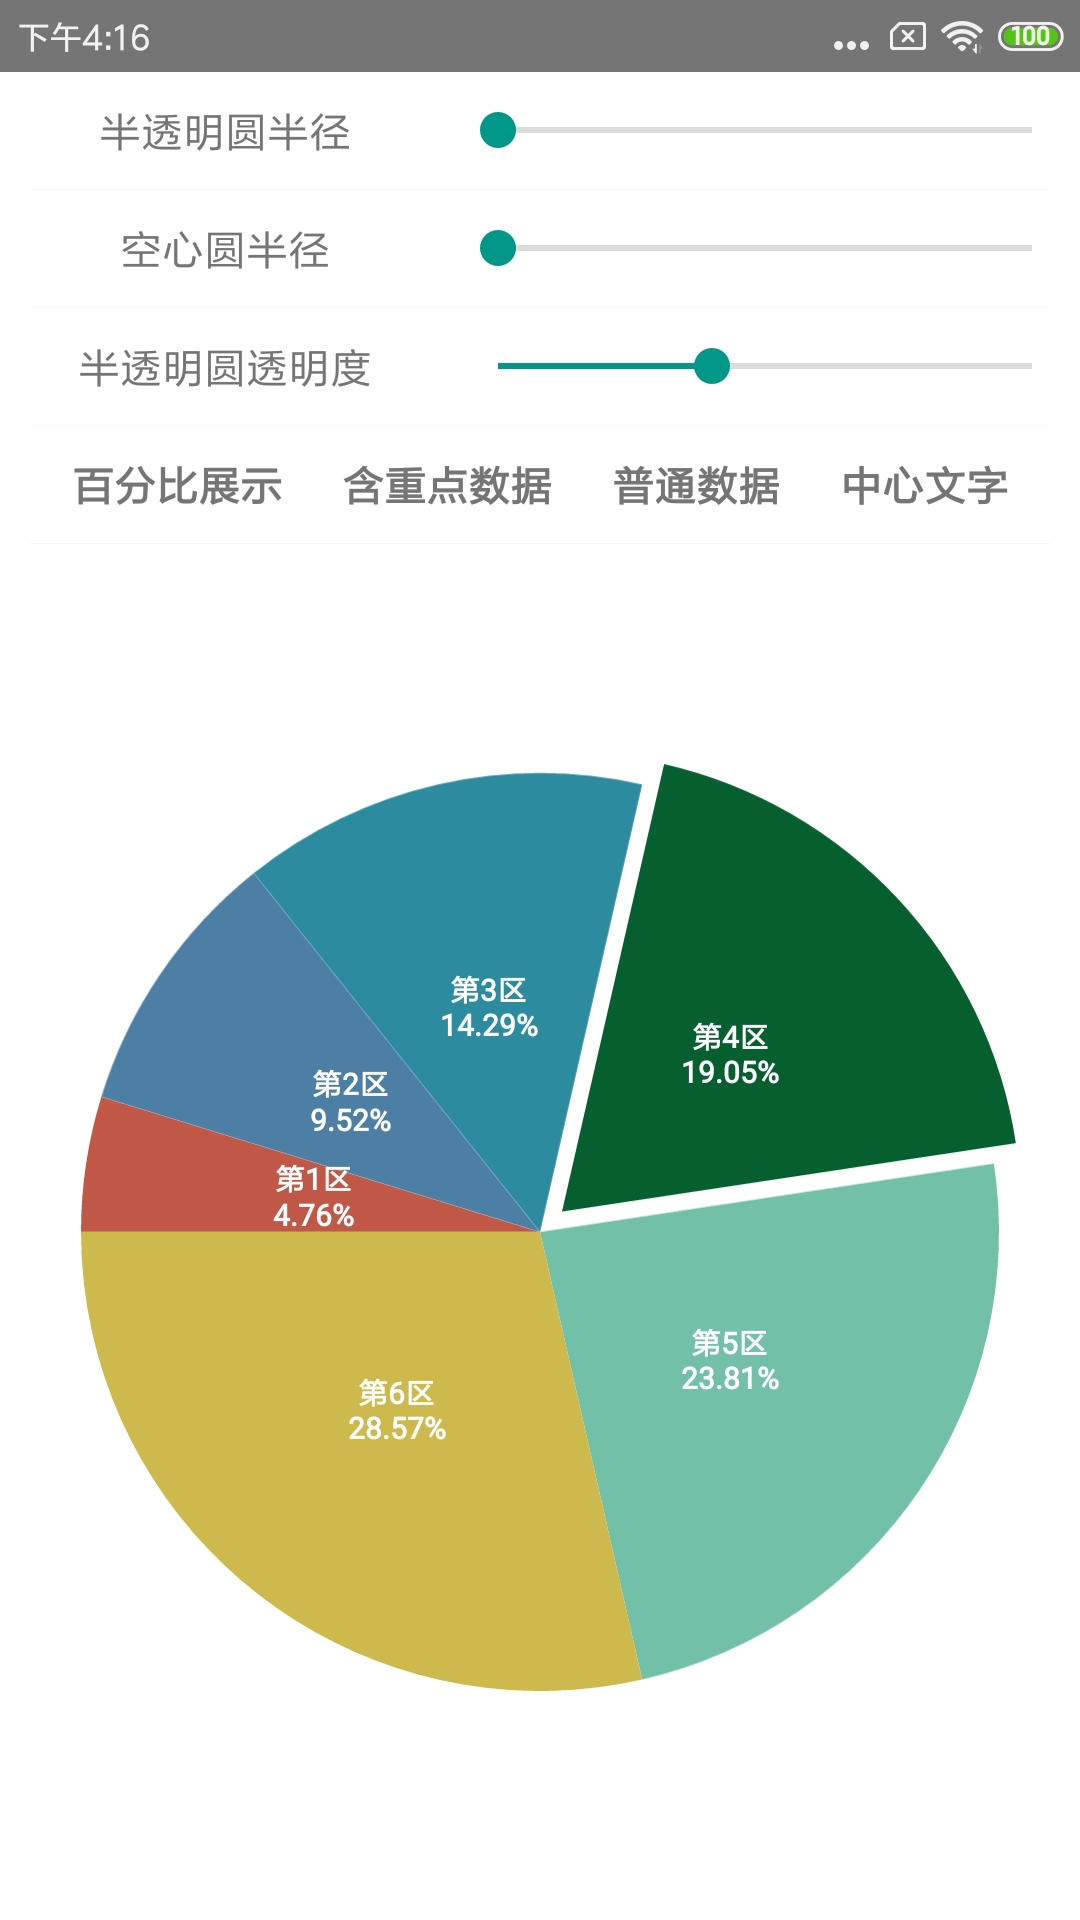 下午4:16
100
半透明圆半径
空心圆半径
半透明圆透明度
百分比展示 含重点数据 普通数据 中心文字
第3区
14.29%
第4区
19.05%
第2区
9.52%
第1区
4.76%
第5区
23.81%
第6区
28.57%